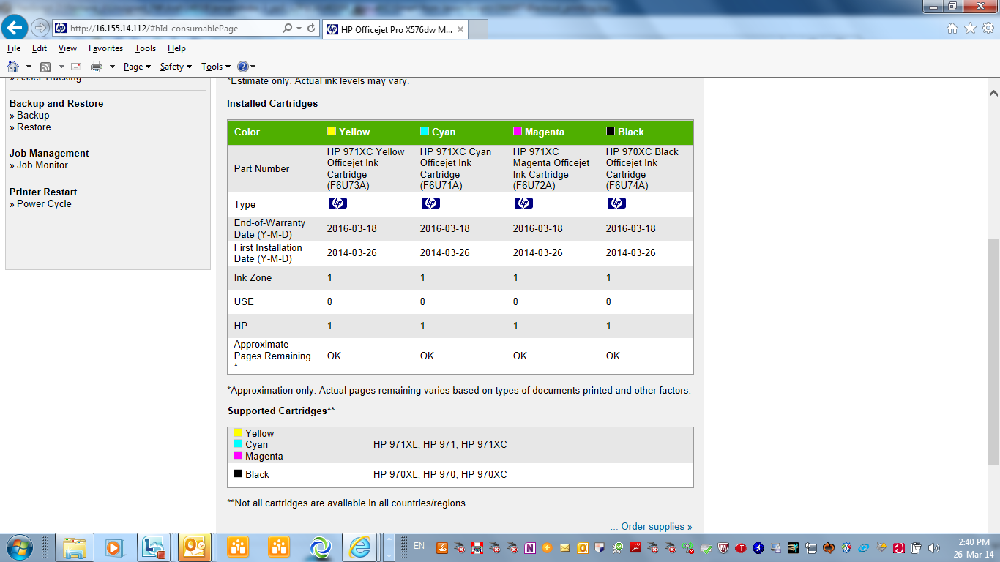 http://16.155.14.112/#hId-consumablePage
HP Officejet Pro X576dw M...
File Edit View Favorites Tools Help
Page Safety Tools
» Asset Tracking
Backup and Restore
» Backup
» Restore
Job Management
» Job Monitor
Printer Restart
» Power Cycle
*Estimate only. Actual ink levels may vary.
Installed Cartridges
Color Yellow Cyan Magenta Black
Part Number
HP 971XC Yellow
Officejet Ink
Cartridge
(F6U73A)
HP 971XC Cyan
Officejet Ink
Cartridge
(F6U71A)
HP 971XC
Magenta Officejet
Ink Cartridge
(F6U72A)
HP 970XC Black
Officejet Ink
Cartridge
(F6U74A)
Type hp hp hp hp
End-of-Warranty
Date (Y-M-D)
2016-03-18 2016-03-18 2016-03-18 2016-03-18
First Installation
Date (Y-M-D)
2014-03-26 2014-03-26 2014-03-26 2014-03-26
Ink Zone 1 1 1 1
USE 0 0 0 0
HP 1 1 1 1
Approximate
Pages Remaining
*
OK OK OK OK
*Approximation only. Actual pages remaining varies based on types of documents printed and other factors.
Supported Cartridges**
Yellow
Cyan
Magenta
HP 971XL, HP 971, HP 971XC
Black HP 970XL, HP 970, HP 970XC
**Not all cartridges are available in all countries/regions.
... Order supplies »
EN
2:40 PM
26-Mar-14